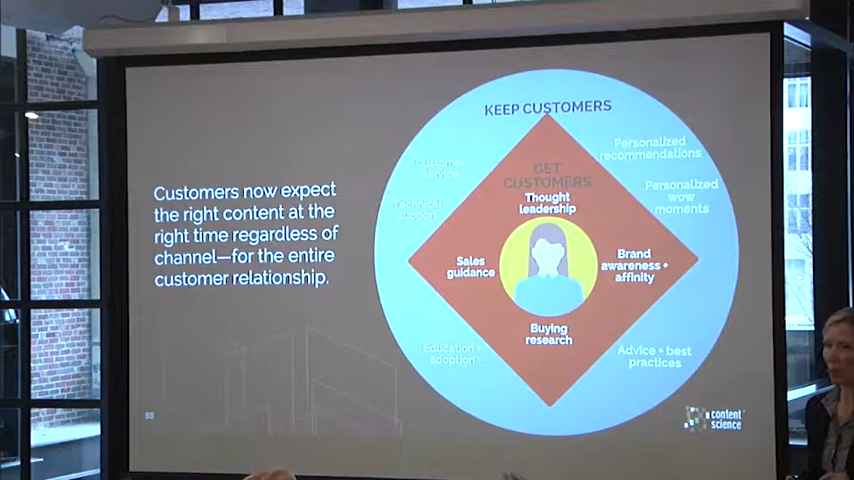 Customers now expect
the right content at the
right time regardless of
channel—for the entire
customer relationship.
KEEP CUSTOMERS
Customer
service
Technical
support
Personalized
recommendations
Personalized
wow
moments
GET
CUSTOMERS
Thought
leadership
Sales
guidance
Brand
awareness +
affinity
Buying
research
Education +
adoption
Advice + best
practices
content
science